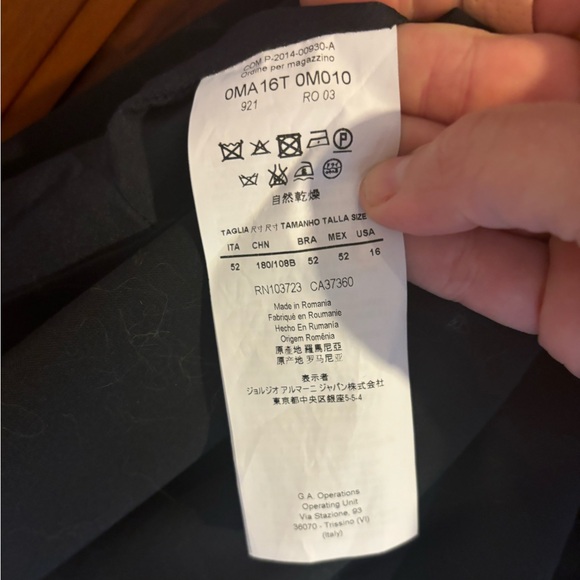 COM P-2014-00930-A
Ordine per magazzino
0MA16T 0M010
921 RO 03
P
自然乾燥
TAGLIA 尺寸 尺寸 TAMANHO TALLA SIZE
ITA CHN BRA MEX USA
52 180/108B 52 52 16
RN103723 CA37360
Made in Romania
Fabriqué en Roumanie
Hecho En Rumania
Origem Romênia
原產地 羅馬尼亞
原产地 罗马尼亚
表示者
ジョルジオ アルマーニ ジャパン株式会社
東京都中央区銀座5-5-4
G.A. Operations
Operating Unit
Via Stazione, 93
36070 - Trissino (VI)
(Italy)